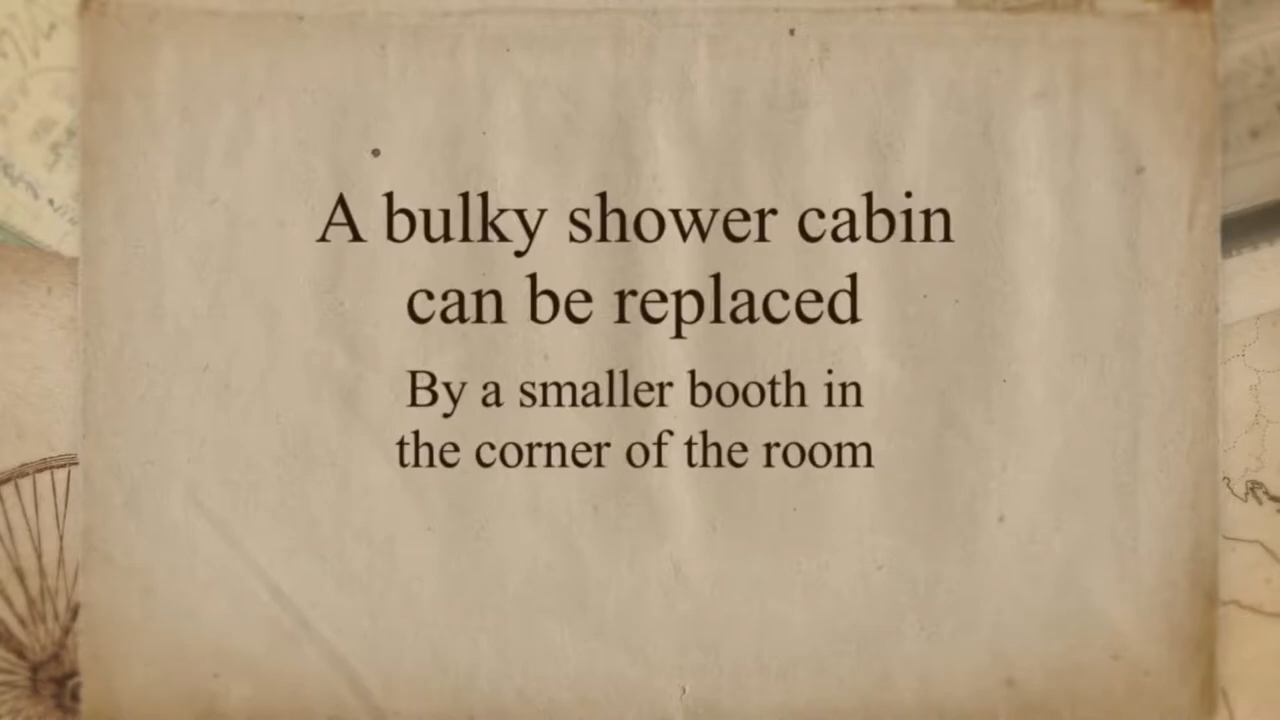 A bulky shower cabin
can be replaced
By a smaller booth in
the corner of the room